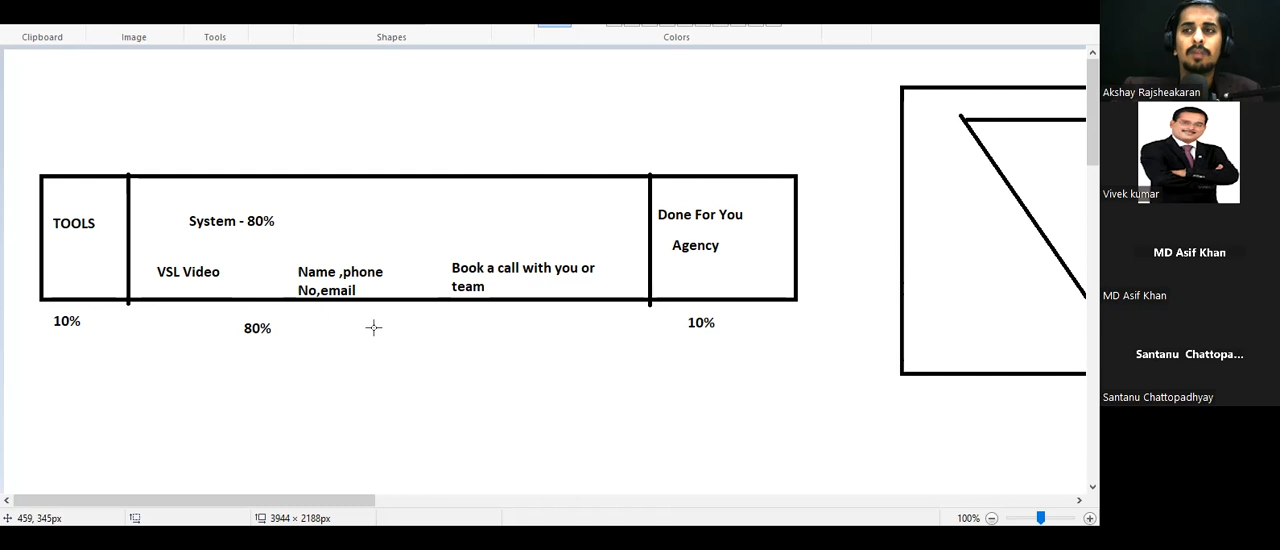 Clipboard
Image
Tools
Shapes
Colors
TOOLS
System - 80%
VSL Video
Name ,phone
No,email
Book a call with you or
team
Done For You
Agency
10%
80%
10%
459, 345px
3944 × 2188px
100%
Akshay Rajsheakaran
Vivek kumar
MD Asif Khan
MD Asif Khan
Santanu Chattopa...
Santanu Chattopadhyay